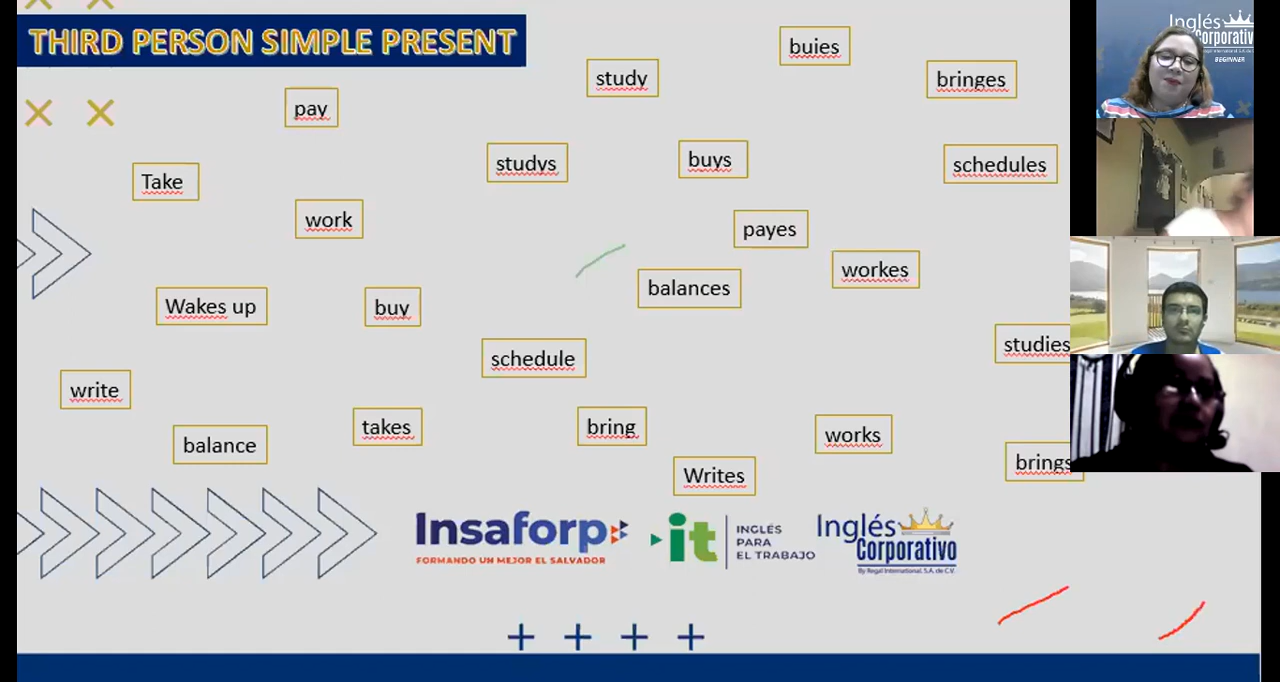 THIRD PERSON SIMPLE PRESENT
buies
study
bringes
pay
studys
buys
schedules
Take
work
payes
workes
balances
Wakes up
buy
studies
schedule
write
takes
bring
works
balance
brings
Writes
Insaforp
FORMANDO UN MEJOR EL SALVADOR
it
INGLÉS
PARA
EL TRABAJO
Inglés
Corporativo
By Regal International, S.A. de C.V.
Inglés
Corporativ
BEGINNER